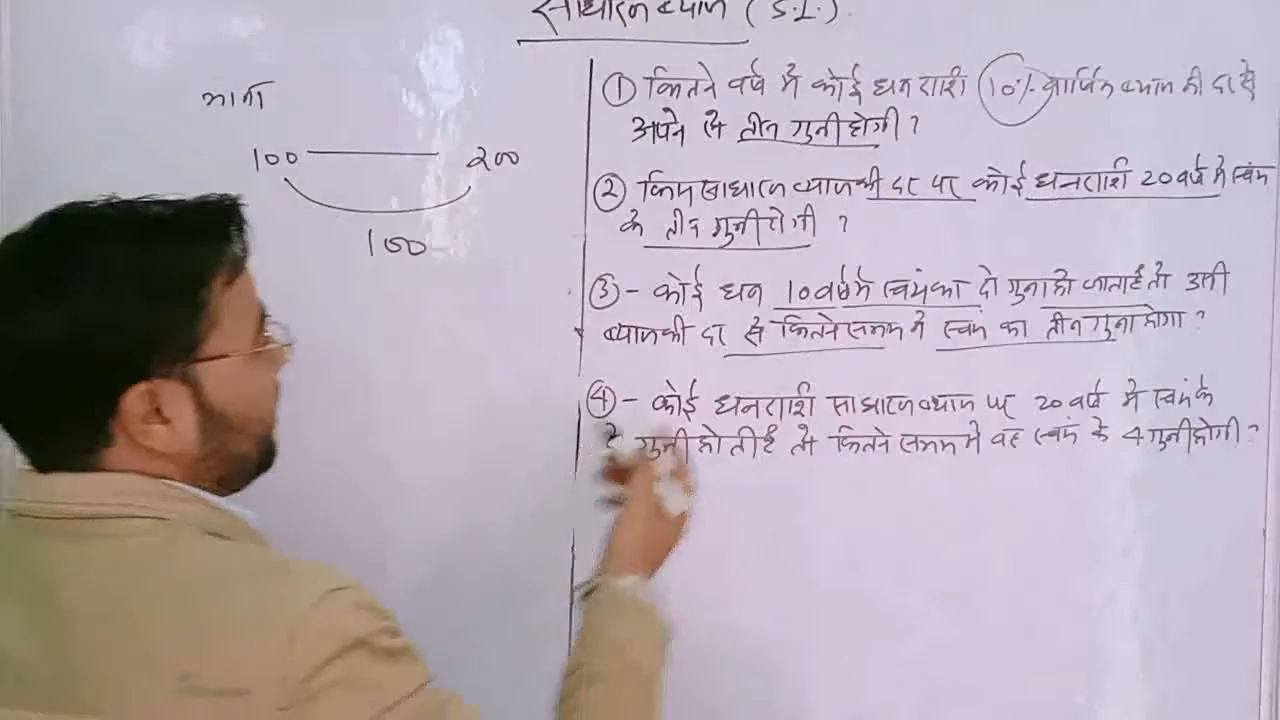 साधारण ब्याज (S.I.)
माना
100 200
100
① कितने वर्ष में कोई धनराशि 10% वार्षिक ब्याज की दर से
अपने से तीन गुनी होगी ?
② किस साधारण ब्याज की दर पर कोई धनराशि 20 वर्ष में स्वयं
के तीन गुनी होगी ?
③ - कोई धन 10 वर्ष में स्वयं का दो गुना हो जाता है तो उसी
ब्याज की दर से कितने समय में स्वयं का तीन गुना होगा ?
④ - कोई धनराशि साधारण ब्याज पर 20 वर्ष में स्वयं के
गुनी होती है तो कितने समय में वह स्वयं के 4 गुनी होगी ?